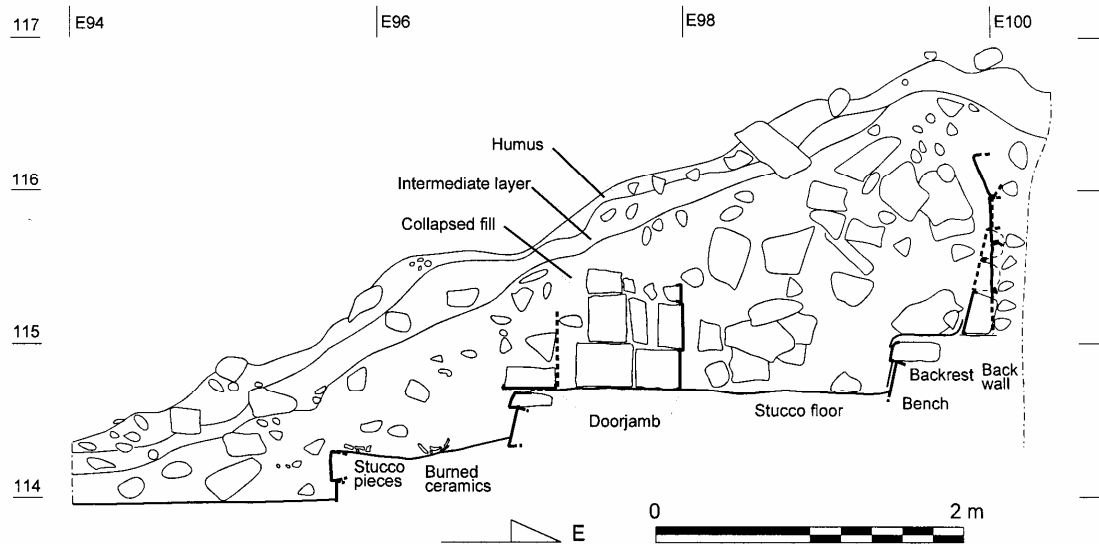 117
E94
E96
E98
E100
Humus
116
Intermediate layer
Collapsed fill
115
Backrest
Back
wall
Bench
Doorjamb
Stucco floor
Stucco
pieces
Burned
ceramics
114
0
2 m
E